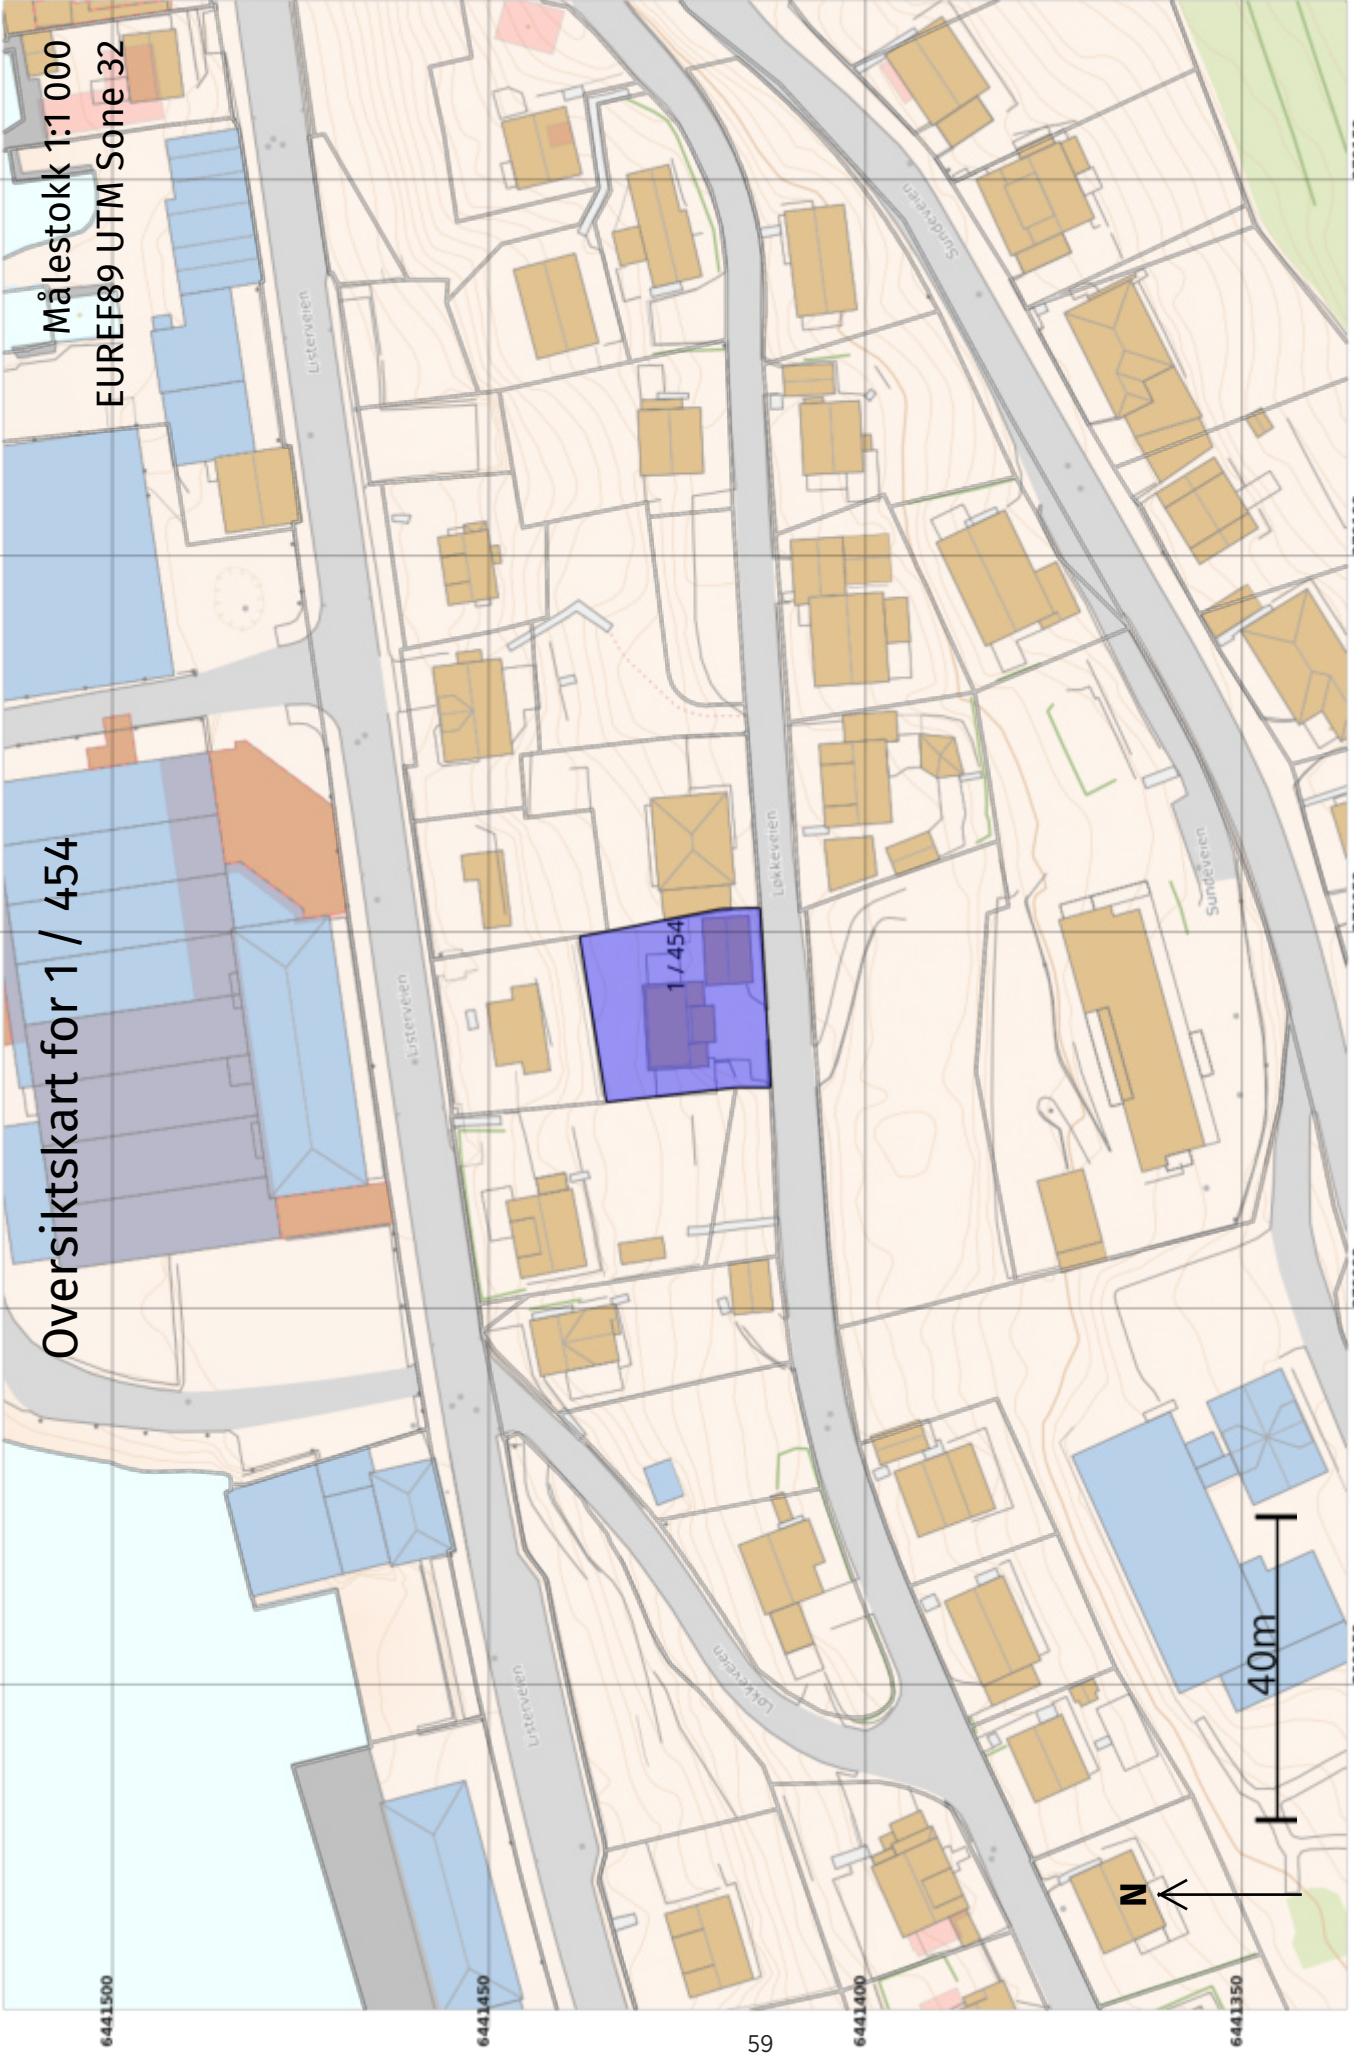 Oversiktskart for 1 / 454
Målestokk 1:1 000
EUREF89 UTM Sone 32
Listerveien
Listerveien
Listerveien
Løkkeveien
Løkkeveien
Sundeveien
Sundeveien
1 / 454
6441500
6441450
6441400
6441350
N
40m
59